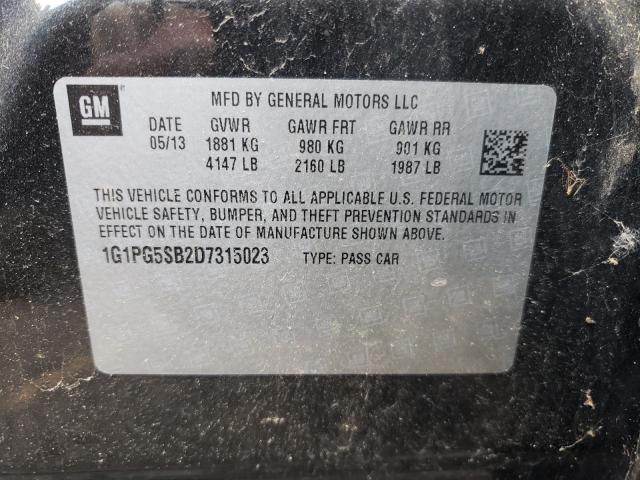 GM MFD BY GENERAL MOTORS LLC
DATE GVWR GAWR FRT GAWR RR
05/13 1881 KG 980 KG 901 KG
4147 LB 2160 LB 1987 LB
THIS VEHICLE CONFORMS TO ALL APPLICABLE U.S. FEDERAL MOTOR
VEHICLE SAFETY, BUMPER, AND THEFT PREVENTION STANDARDS IN
EFFECT ON THE DATE OF MANUFACTURE SHOWN ABOVE.
1G1PG5SB2D7315023 TYPE: PASS CAR